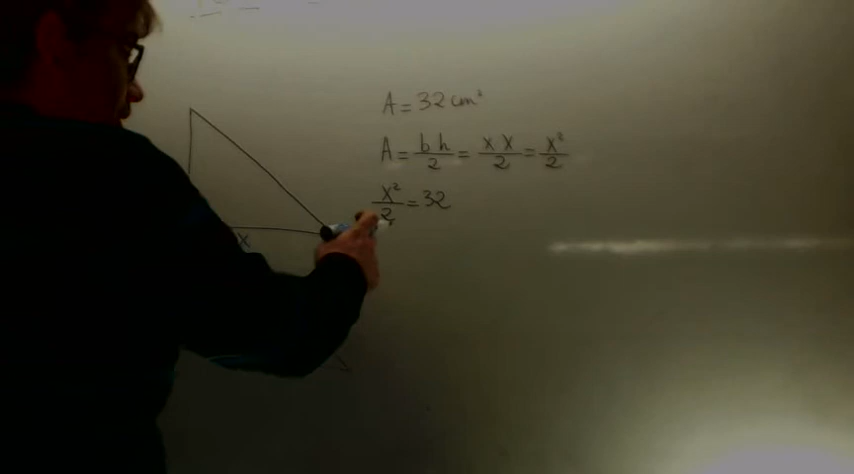 A = 32 cm²
A = b h / 2 = x x / 2 = x² / 2
x² / 2 = 32
x